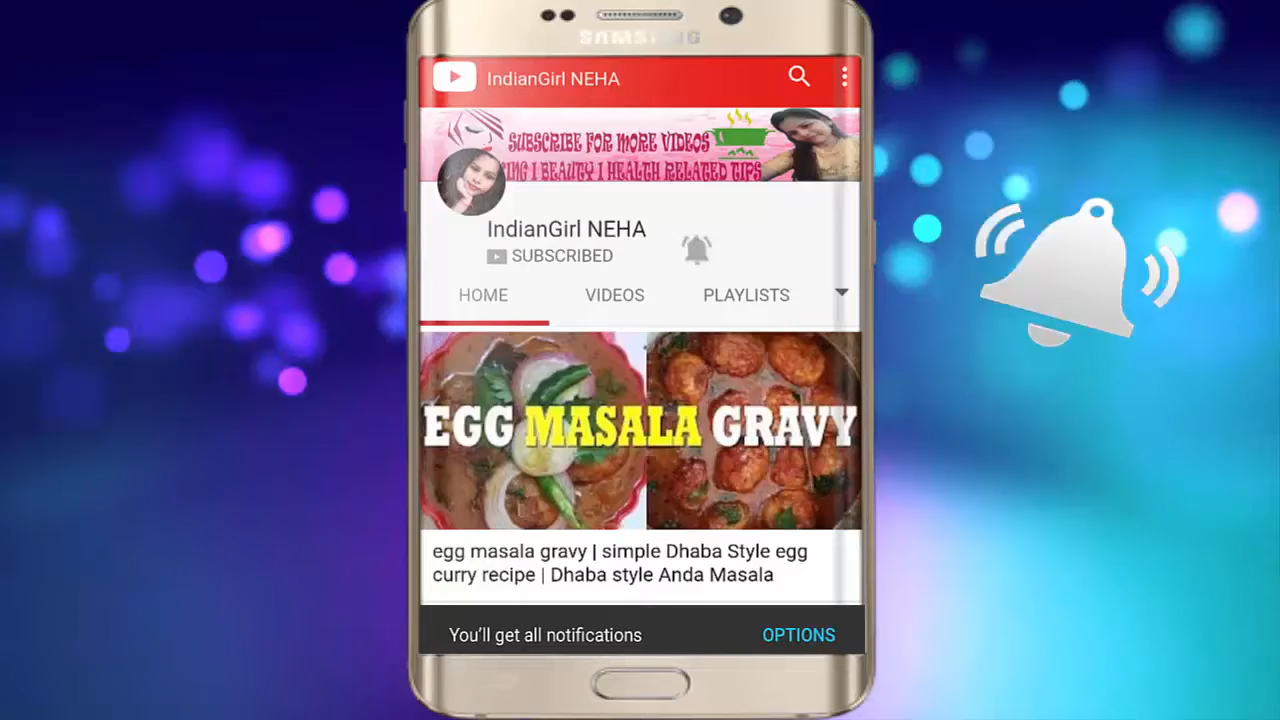 SAMSUNG
IndianGirl NEHA
SUBSCRIBE FOR MORE VIDEOS
I BEAUTY I HEALTH RELATED TIPS
IndianGirl NEHA
SUBSCRIBED
HOME VIDEOS PLAYLISTS
EGG MASALA GRAVY
egg masala gravy | simple Dhaba Style egg
curry recipe | Dhaba style Anda Masala
You'll get all notifications OPTIONS